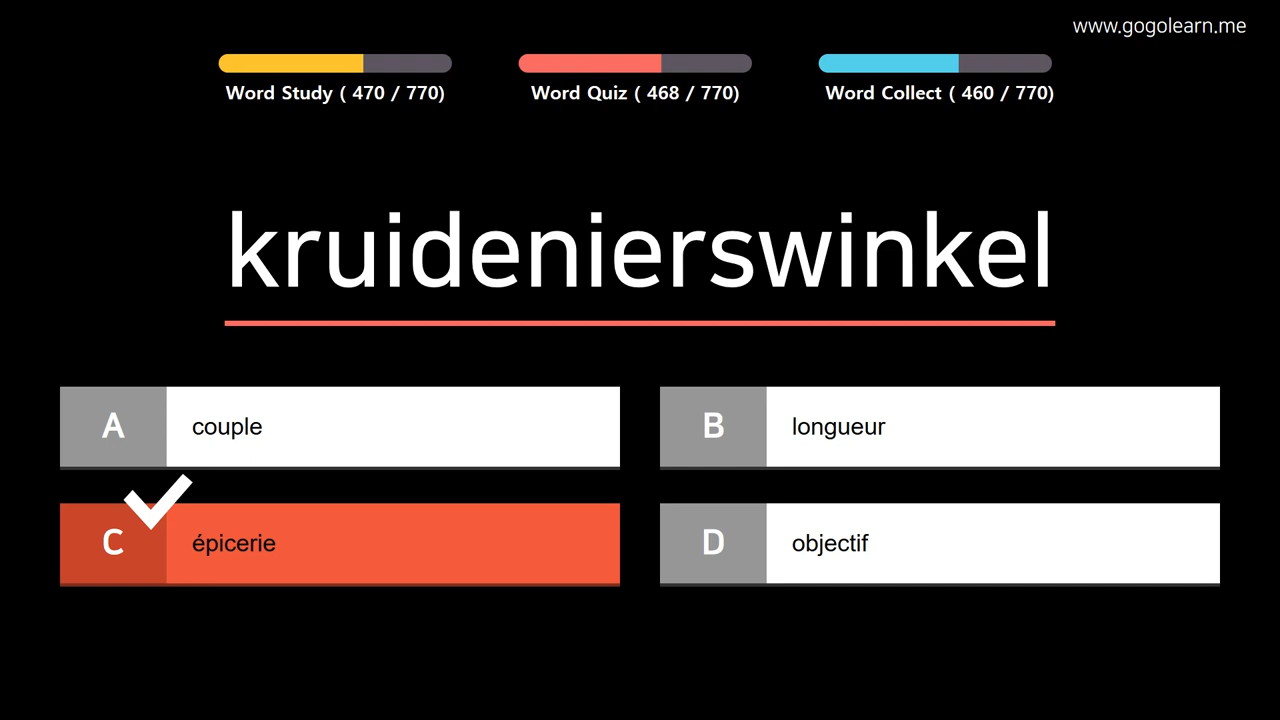 www.gogolearn.me
Word Study ( 470 / 770)
Word Quiz ( 468 / 770)
Word Collect ( 460 / 770)
kruidenierswinkel
A couple
B longueur
C épicerie
D objectif